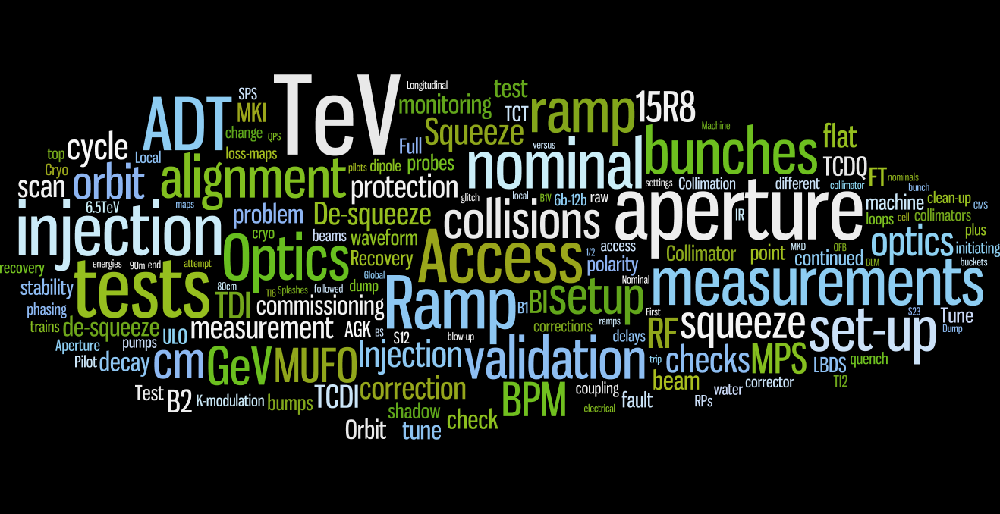 Longitudinal
SPS
TeV
test
ADT
MKI
monitoring
TCT
ramp
15R8
Machine
change
QPS
Squeeze
flat
top
cycle
Local
loss-maps
Full
versus
nominal
bunches
Cryo
pilots
dipole
probes
TCDQ
FT
nominals
scan
orbit
alignment
protection
settings
Collimation
different
collimator
bunch
glitch
local
B1V
6b-12b
raw
aperture
machine
clean-up
CMS
injection
6.5TeV
maps
problem
De-squeeze
collisions
IR
loops
cell
collimators
cryo
beams
waveform
plus
Optics
Access
1/2
access
Collimator
point
MKD
OFB
optics
initiating
recovery
energies
90m
end
attempt
Recovery
polarity
continued
BLM
buckets
stability
tests
80cm
TI8
Splashes
followed
Global
dump
Nominal
measurements
TDI
commissioning
Ramp
B1
BI
setup
phasing
First
S23
Tune
trains
de-squeeze
ULO
measurement
AGK
BS
S12
blow-up
corrections
ramps
delays
RF
squeeze
set-up
Dump
Aperture
pumps
Pilot
decay
cm
GeV
MUFO
Injection
validation
trip
checks
MPS
LBDS
quench
TI2
Test
B2
K-modulation
bumps
TCDI
correction
BPM
coupling
beam
water
corrector
shadow
electrical
fault
RPs
Orbit
tune
check